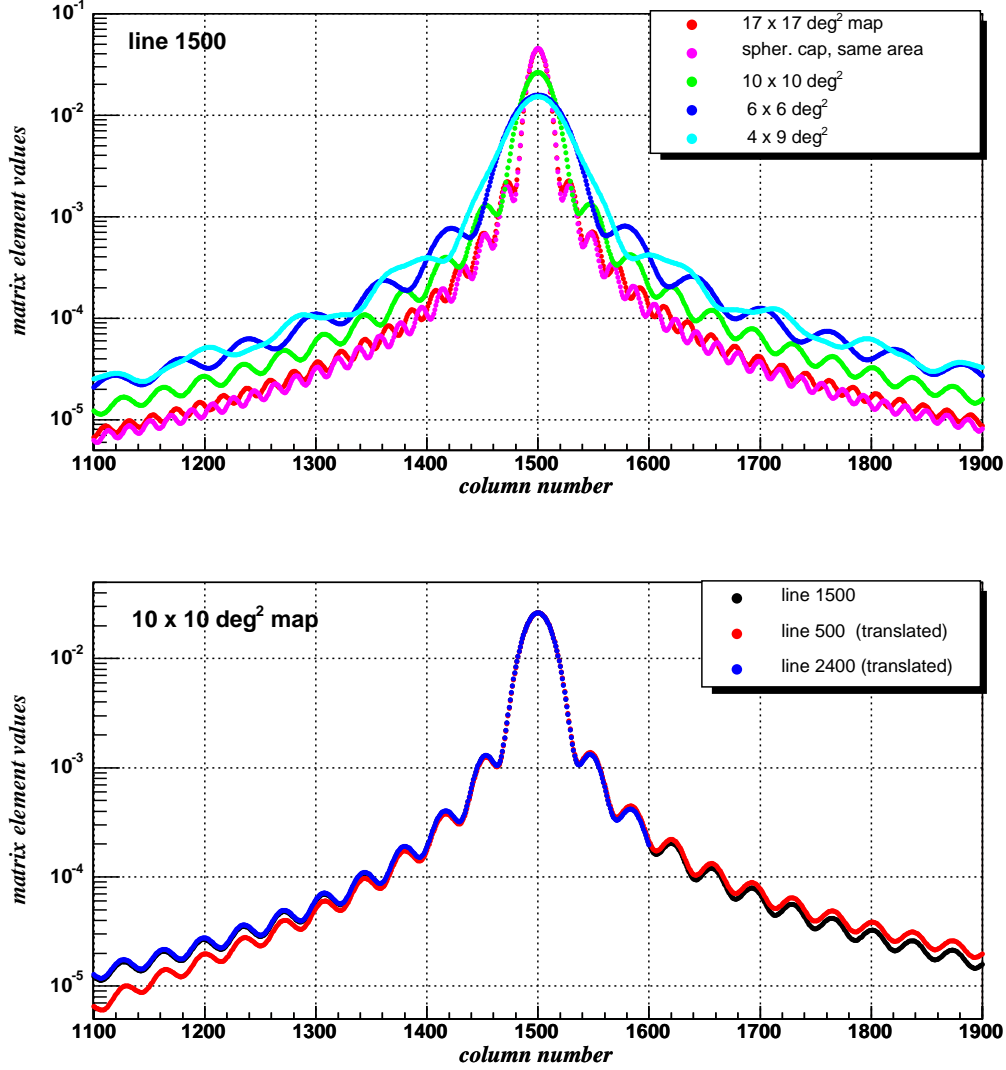 line 1500
17 x 17 deg² map
spher. cap, same area
10 x 10 deg²
6 x 6 deg²
4 x 9 deg²
matrix element values
10⁻¹
10⁻²
10⁻³
10⁻⁴
10⁻⁵
1100 1200 1300 1400 1500 1600 1700 1800 1900
column number
10 x 10 deg² map
line 1500
line 500 (translated)
line 2400 (translated)
matrix element values
10⁻²
10⁻³
10⁻⁴
10⁻⁵
1100 1200 1300 1400 1500 1600 1700 1800 1900
column number